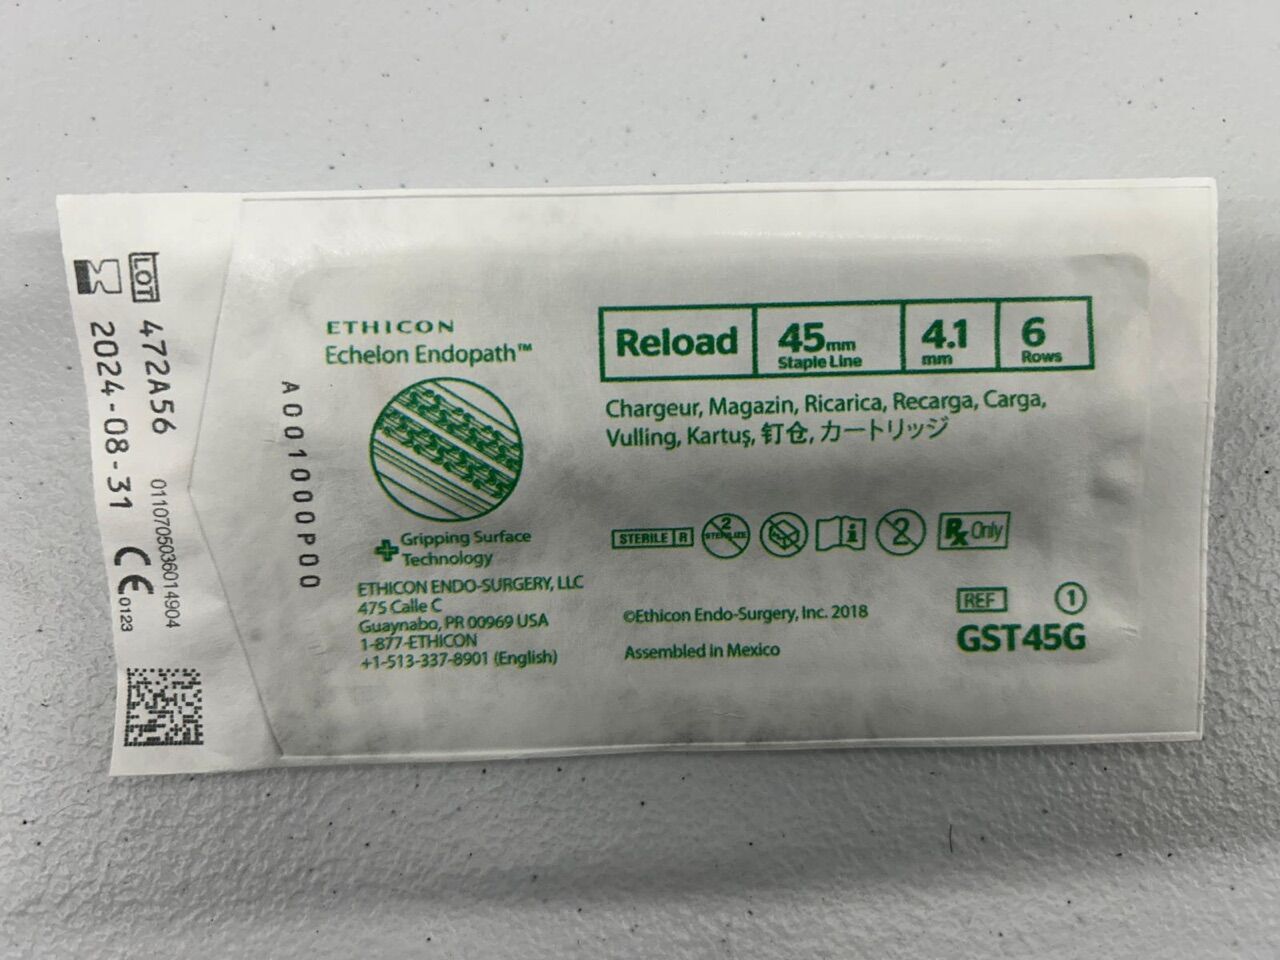 LOT 472A56
2024-08-31
CE 0123
0110705036014904
A00100P00
ETHICON
Echelon Endopath™
Gripping Surface
Technology
ETHICON ENDO-SURGERY, LLC
475 Calle C
Guaynabo, PR 00969 USA
1-877-ETHICON
+1-513-337-8901 (English)
Reload
45mm
Staple Line
4.1
mm
6
Rows
Chargeur, Magazin, Ricarica, Recarga, Carga,
Vulling, Kartuş, 钉仓, カートリッジ
STERILE R
2
STERILIZE
2
Rx Only
©Ethicon Endo-Surgery, Inc. 2018
Assembled in Mexico
REF
1
GST45G